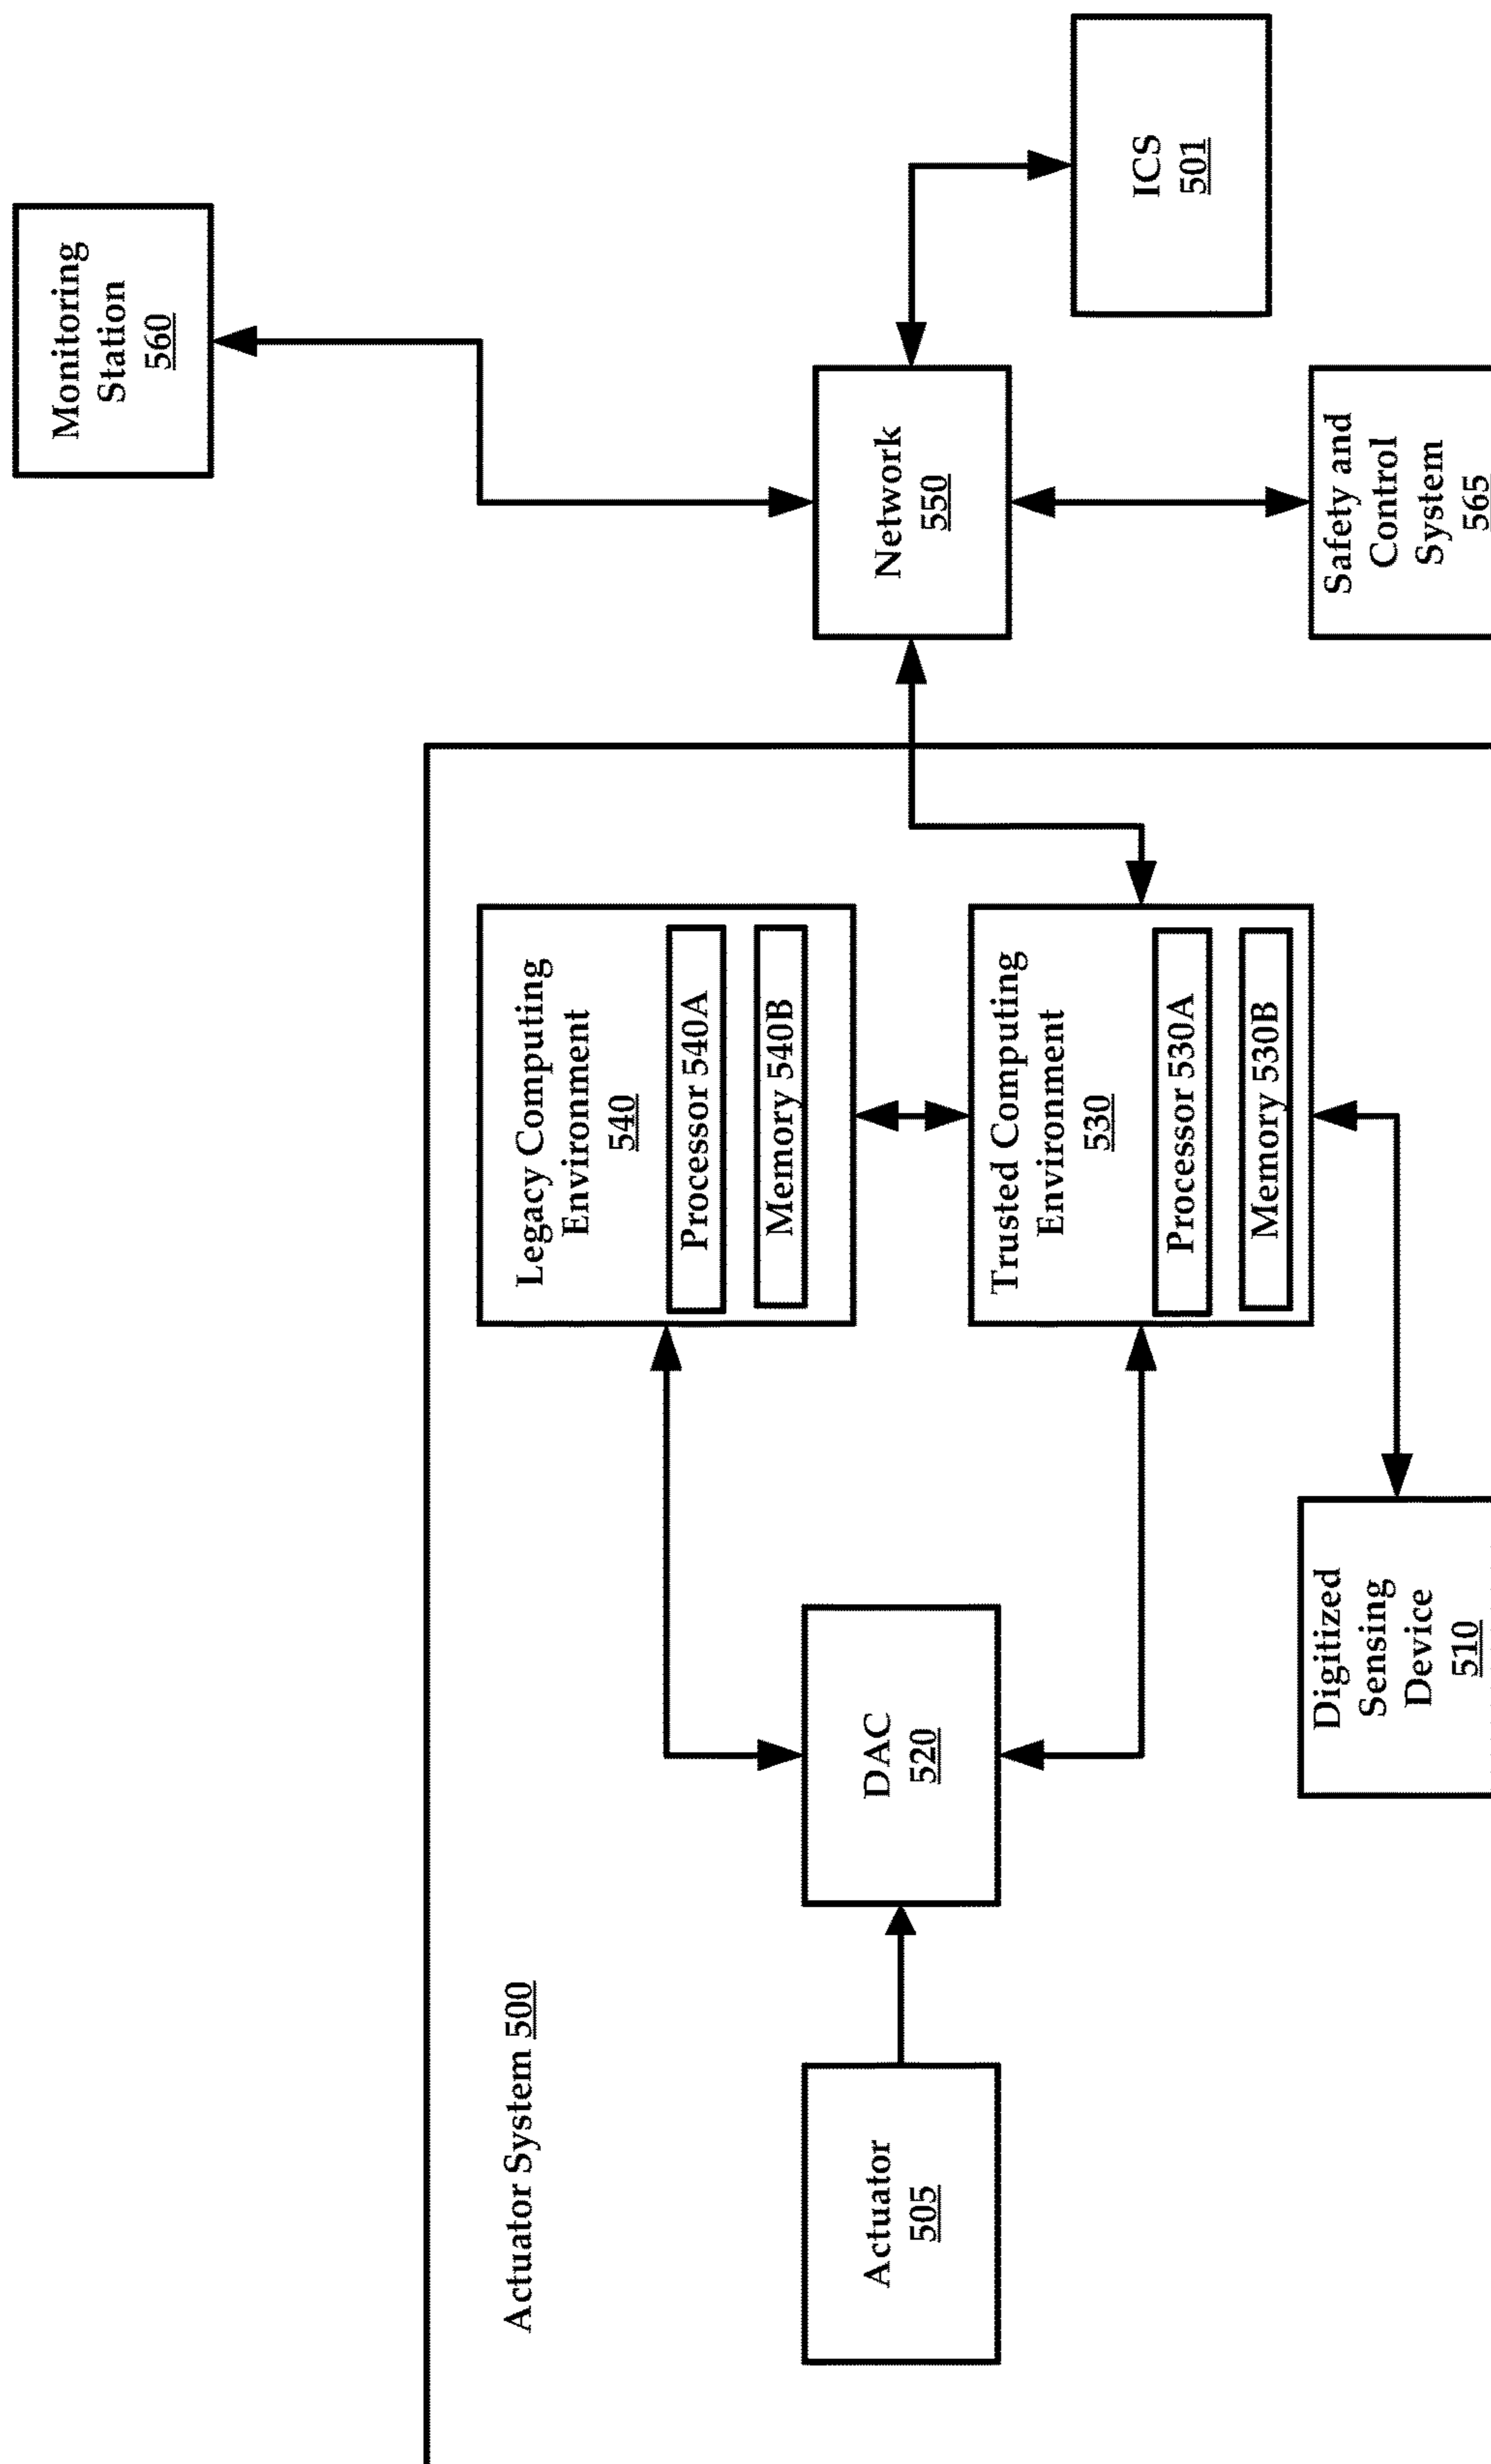 Actuator System 500
Actuator
505
DAC
520
Digitized
Sensing
Device
510
Legacy Computing
Environment
540
Processor 540A
Memory 540B
Trusted Computing
Environment
530
Processor 530A
Memory 530B
Monitoring
Station
560
Network
550
Safety and
Control
System
565
ICS
501